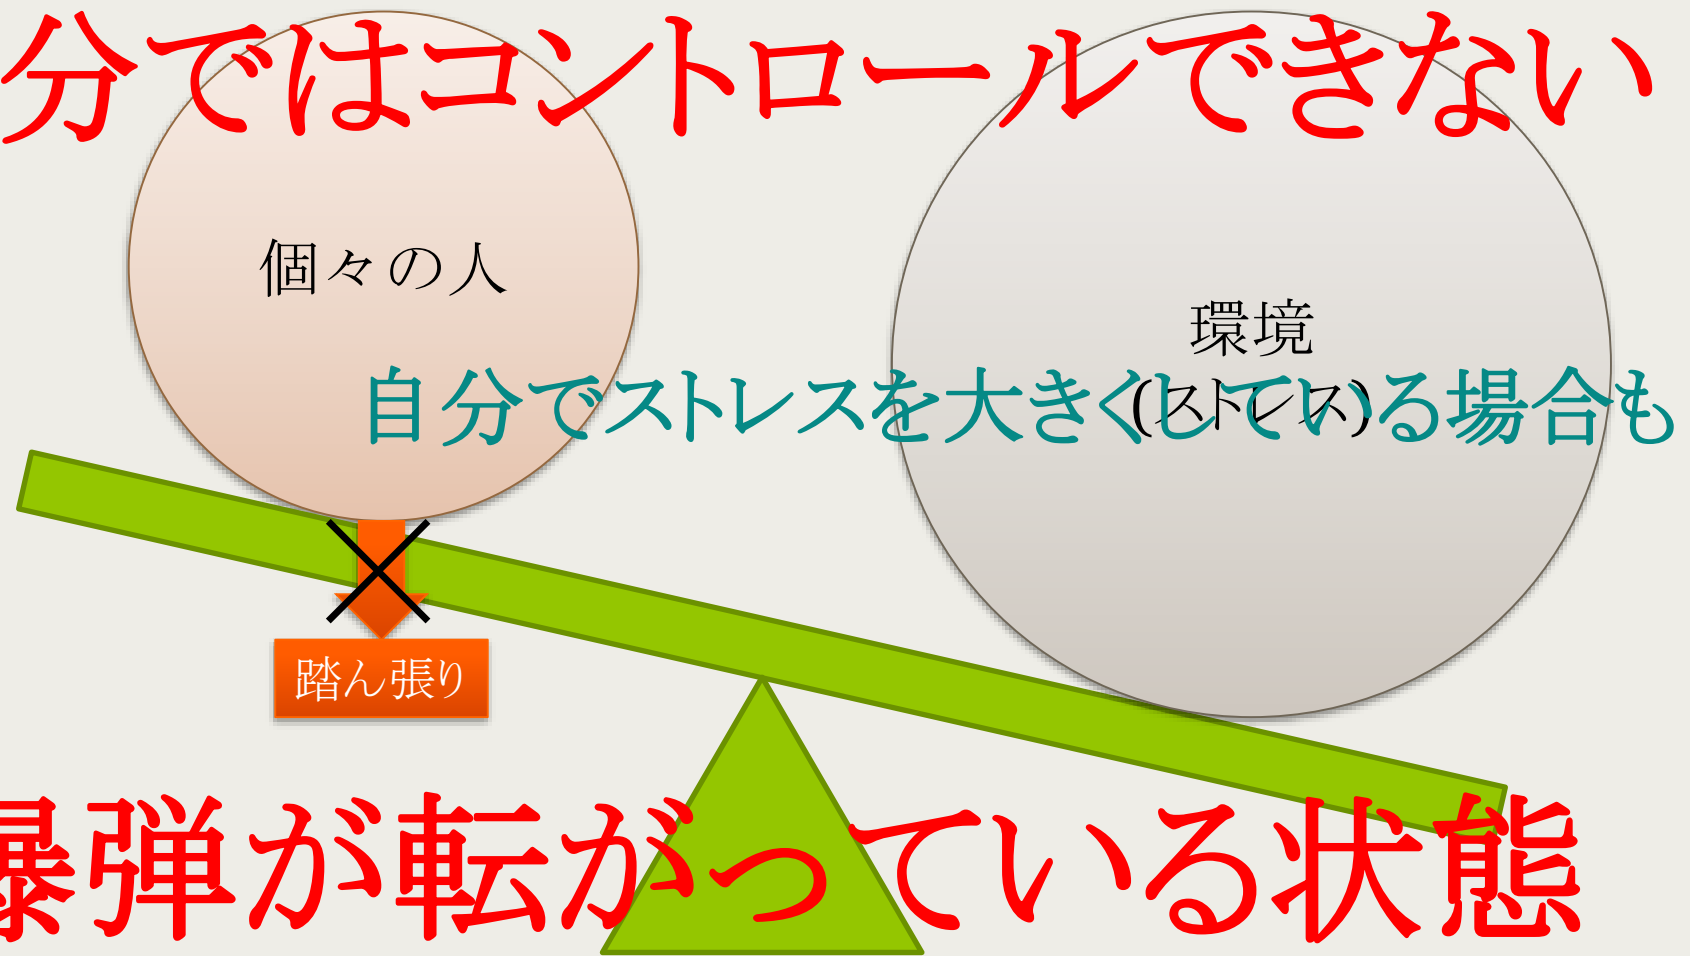 分ではコントロールできない
個々の人
環境
(ストレス)
自分でストレスを大きくしている場合も
踏ん張り
爆弾が転がっている状態